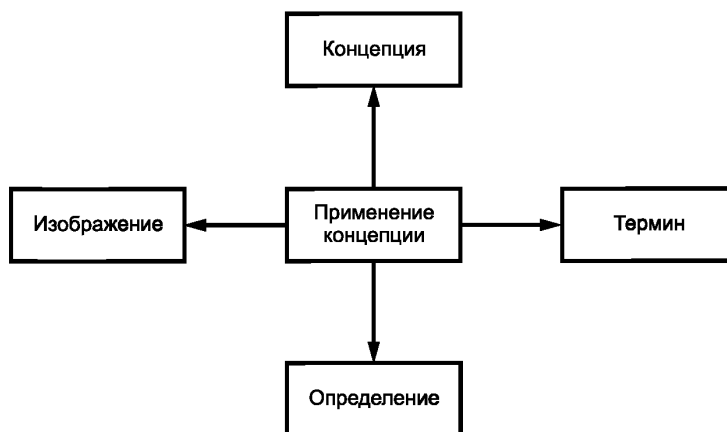 Концепция
Изображение
Применение
концепции
Термин
Определение